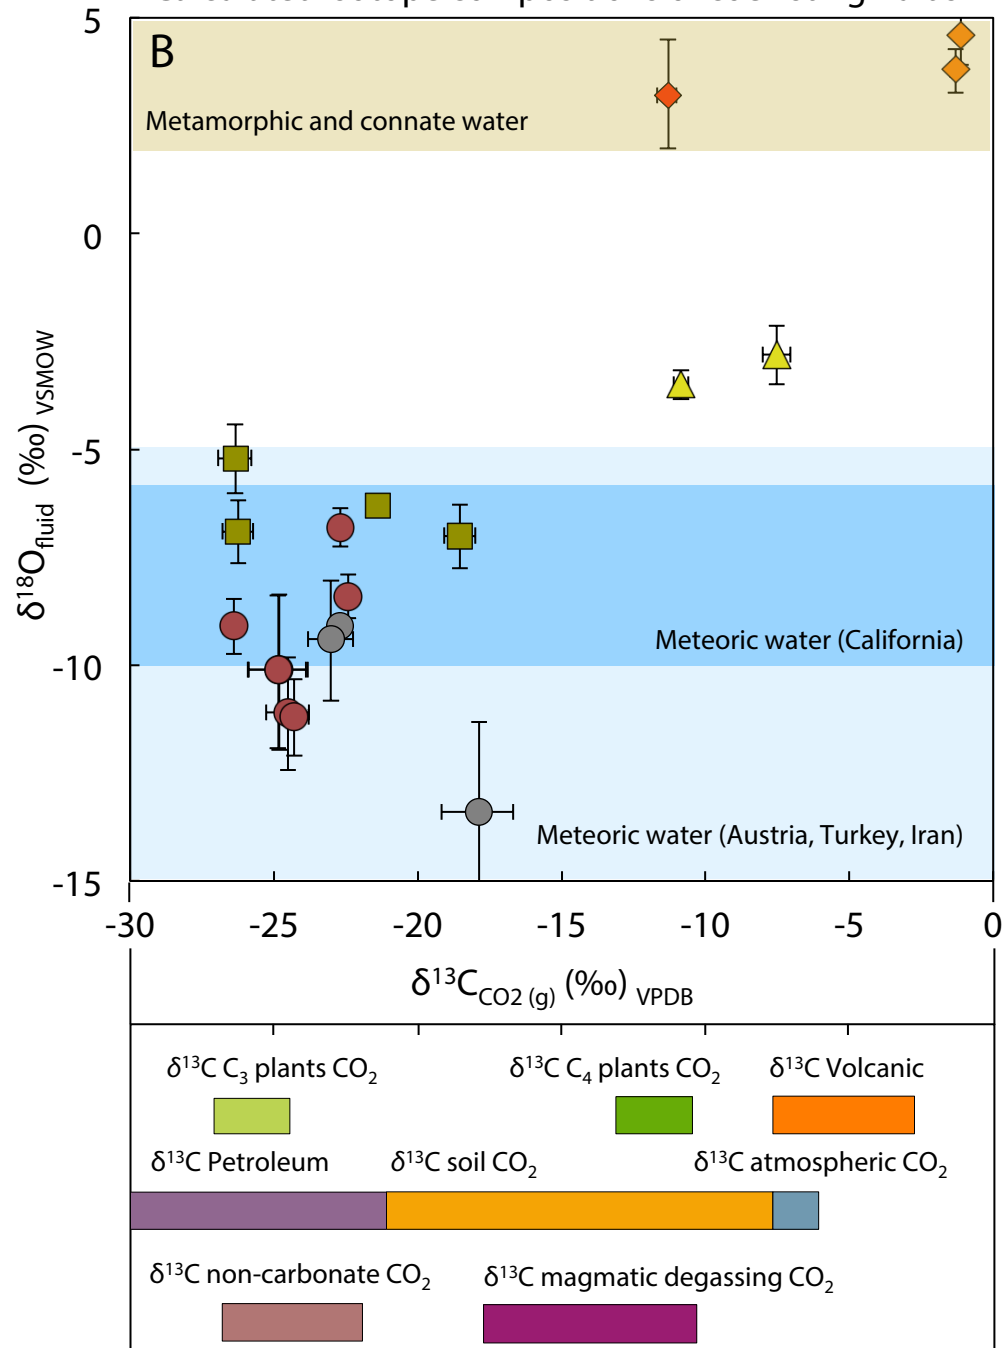 5
B
Metamorphic and connate water
0
-5
δ¹⁸O_fluid (‰) VSMOW
Meteoric water (California)
-10
Meteoric water (Austria, Turkey, Iran)
-15
-30 -25 -20 -15 -10 -5 0
δ¹³C_CO2 (g) (‰) VPDB
δ¹³C C₃ plants CO₂ δ¹³C C₄ plants CO₂ δ¹³C Volcanic
δ¹³C Petroleum δ¹³C soil CO₂ δ¹³C atmospheric CO₂
δ¹³C non-carbonate CO₂ δ¹³C magmatic degassing CO₂